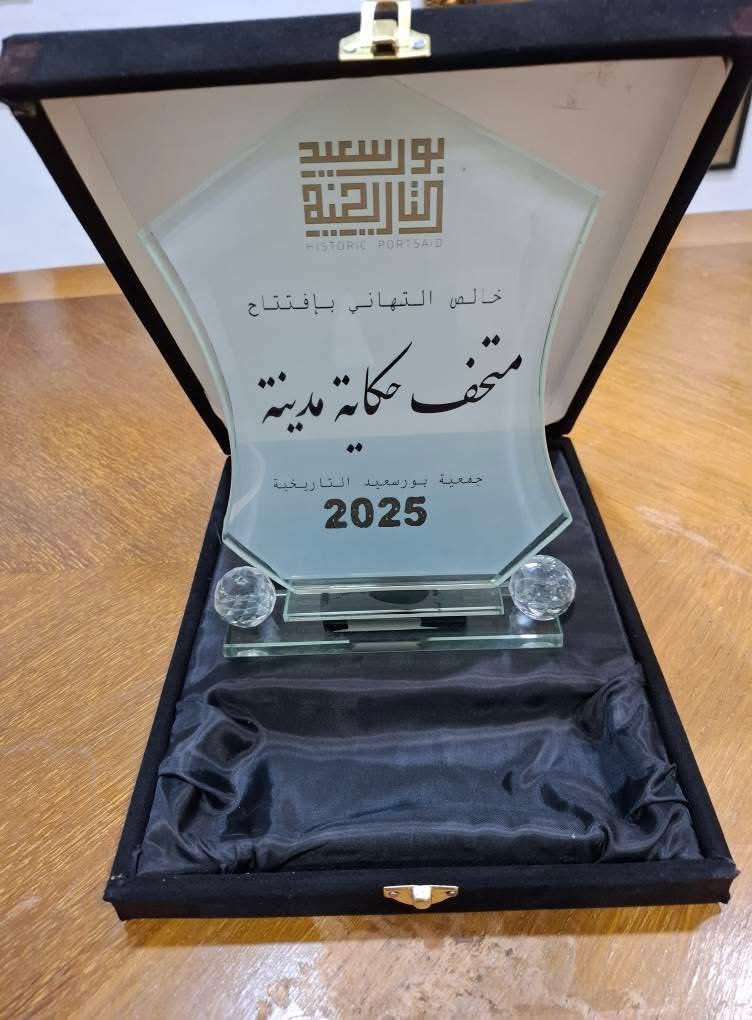 بورسعيد
التاريخية
HISTORIC PORTSAID
خالص التهاني بإفتتاح
متحف حكاية مدينة
جمعية بورسعيد التاريخية
2025